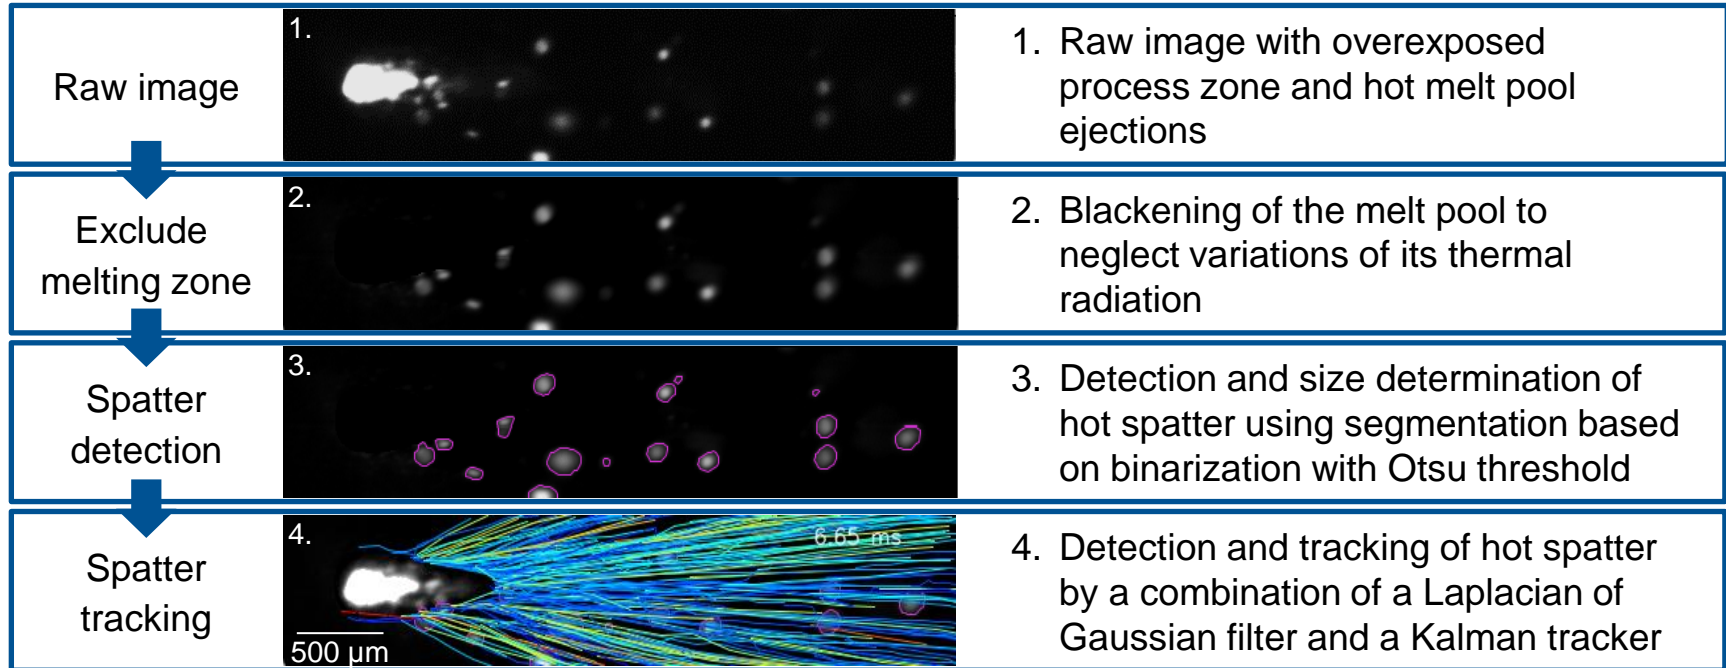 Raw image
1.
1. Raw image with overexposed
process zone and hot melt pool
ejections
Exclude
melting zone
2.
2. Blackening of the melt pool to
neglect variations of its thermal
radiation
Spatter
detection
3.
3. Detection and size determination of
hot spatter using segmentation based
on binarization with Otsu threshold
Spatter
tracking
4.
6.65 ms
500 µm
4. Detection and tracking of hot spatter
by a combination of a Laplacian of
Gaussian filter and a Kalman tracker